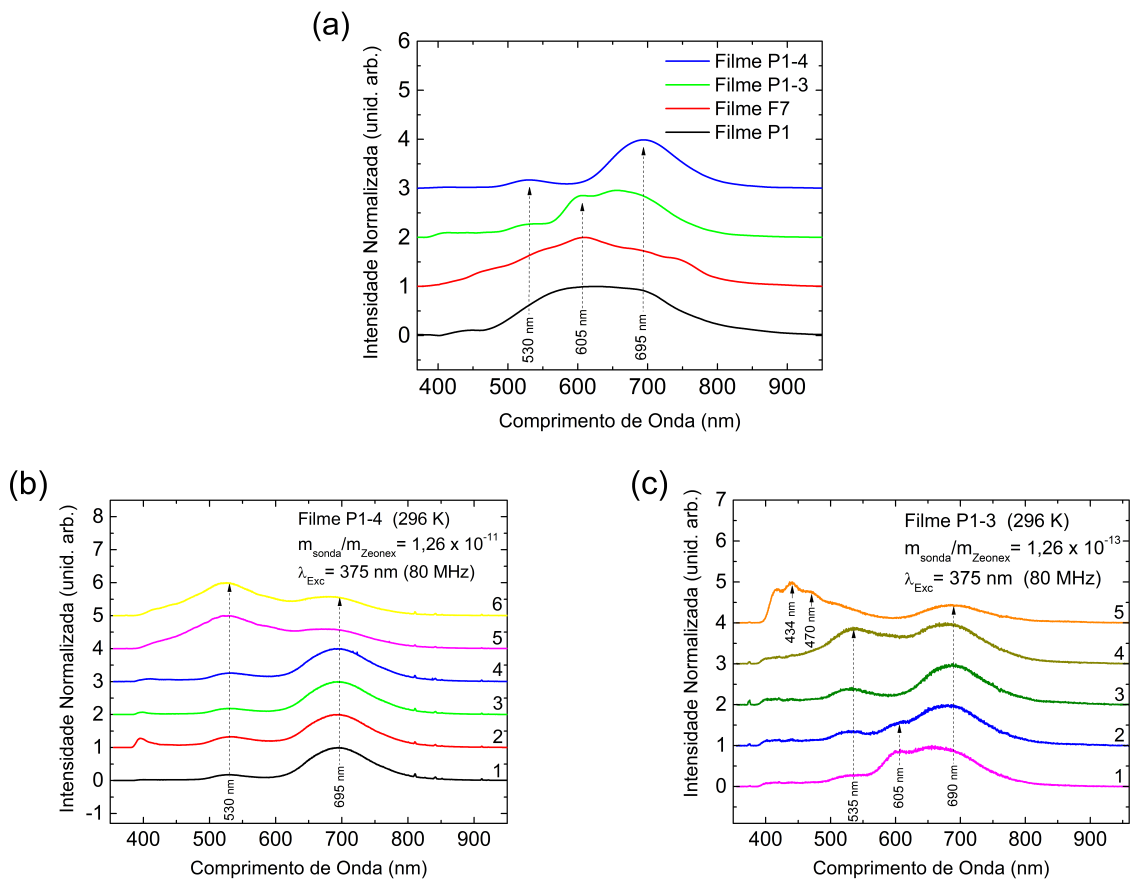 (a)
Intensidade Normalizada (unid. arb.)
6
5
4
3
2
1
0
Filme P1-4
Filme P1-3
Filme F7
Filme P1
530 nm
605 nm
695 nm
400 500 600 700 800 900
Comprimento de Onda (nm)
(b)
Intensidade Normalizada (unid. arb.)
8
7
6
5
4
3
2
1
0
-1
Filme P1-4 (296 K)
m_sonda/m_Zeonex = 1,26 x 10^-11
λ_Exc = 375 nm (80 MHz)
6
5
4
3
2
1
530 nm
695 nm
400 500 600 700 800 900
Comprimento de Onda (nm)
(c)
Intensidade Normalizada (unid. arb.)
7
6
5
4
3
2
1
0
Filme P1-3 (296 K)
m_sonda/m_Zeonex = 1,26 x 10^-13
λ_Exc = 375 nm (80 MHz)
434 nm
470 nm
5
4
3
2
1
535 nm
605 nm
690 nm
400 500 600 700 800 900
Comprimento de Onda (nm)